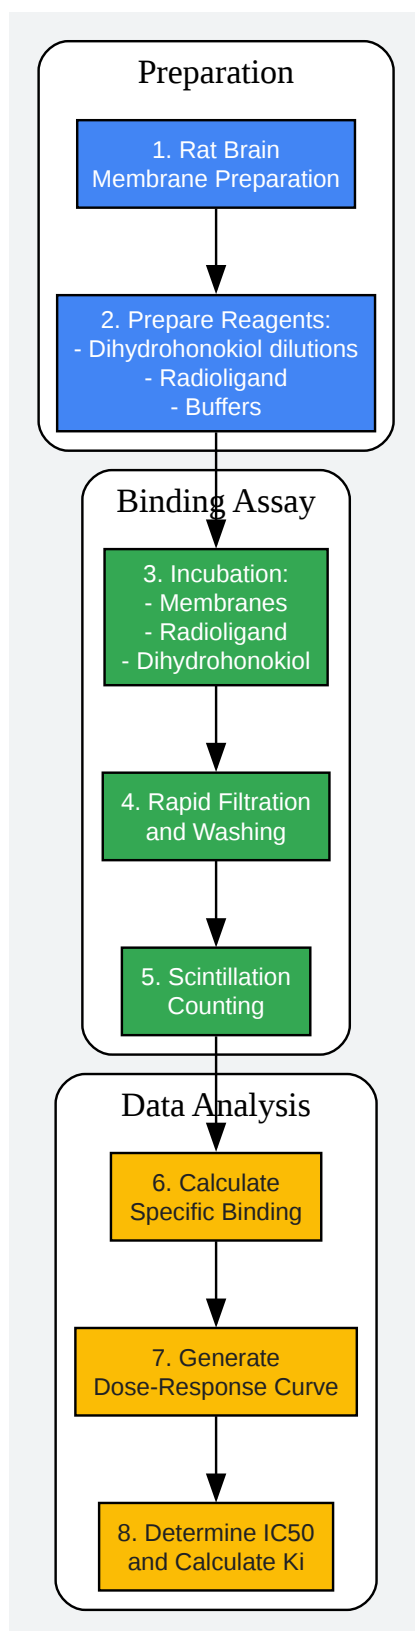 Preparation
1. Rat Brain
Membrane Preparation
2. Prepare Reagents:
- Dihydrohonokiol dilutions
- Radioligand
- Buffers
Binding Assay
3. Incubation:
- Membranes
- Radioligand
- Dihydrohonokiol
4. Rapid Filtration
and Washing
5. Scintillation
Counting
Data Analysis
6. Calculate
Specific Binding
7. Generate
Dose-Response Curve
8. Determine IC50
and Calculate Ki